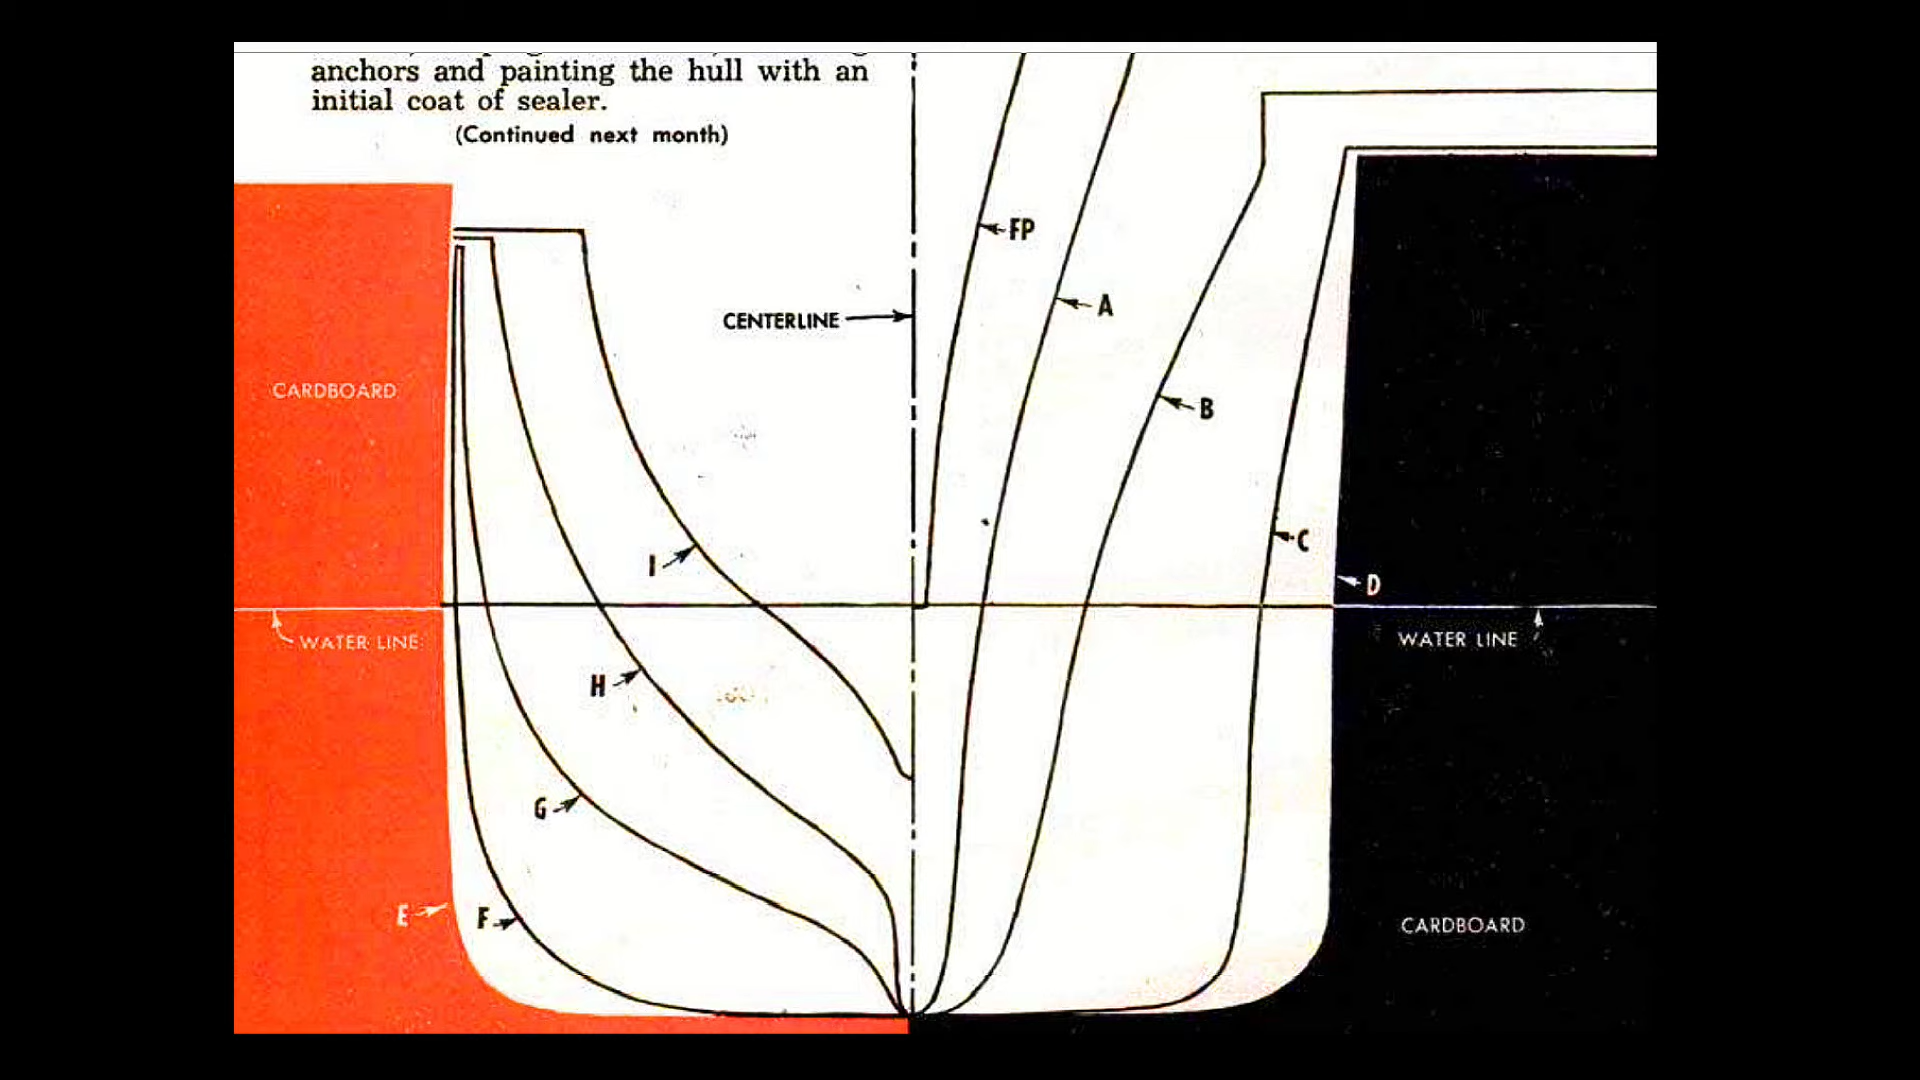 anchors and painting the hull with an
initial coat of sealer.
(Continued next month)
FP
A
CENTERLINE
CARDBOARD
B
C
I
D
WATER LINE
WATER LINE
H
G
E
F
CARDBOARD